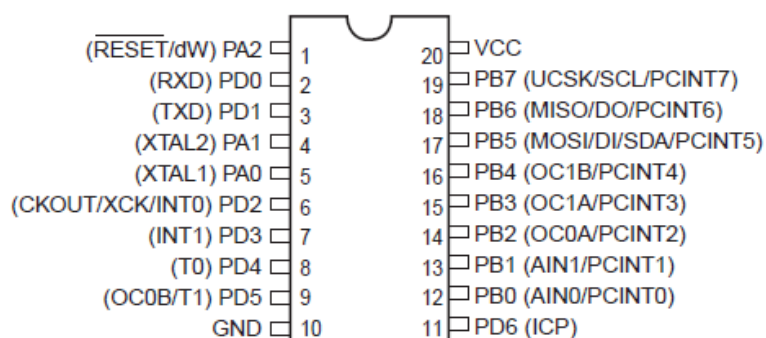 (RESET/dW) PA2 1 20 VCC
(RXD) PD0 2 19 PB7 (UCSK/SCL/PCINT7)
(TXD) PD1 3 18 PB6 (MISO/DO/PCINT6)
(XTAL2) PA1 4 17 PB5 (MOSI/DI/SDA/PCINT5)
(XTAL1) PA0 5 16 PB4 (OC1B/PCINT4)
(CKOUT/XCK/INT0) PD2 6 15 PB3 (OC1A/PCINT3)
(INT1) PD3 7 14 PB2 (OC0A/PCINT2)
(T0) PD4 8 13 PB1 (AIN1/PCINT1)
(OC0B/T1) PD5 9 12 PB0 (AIN0/PCINT0)
GND 10 11 PD6 (ICP)